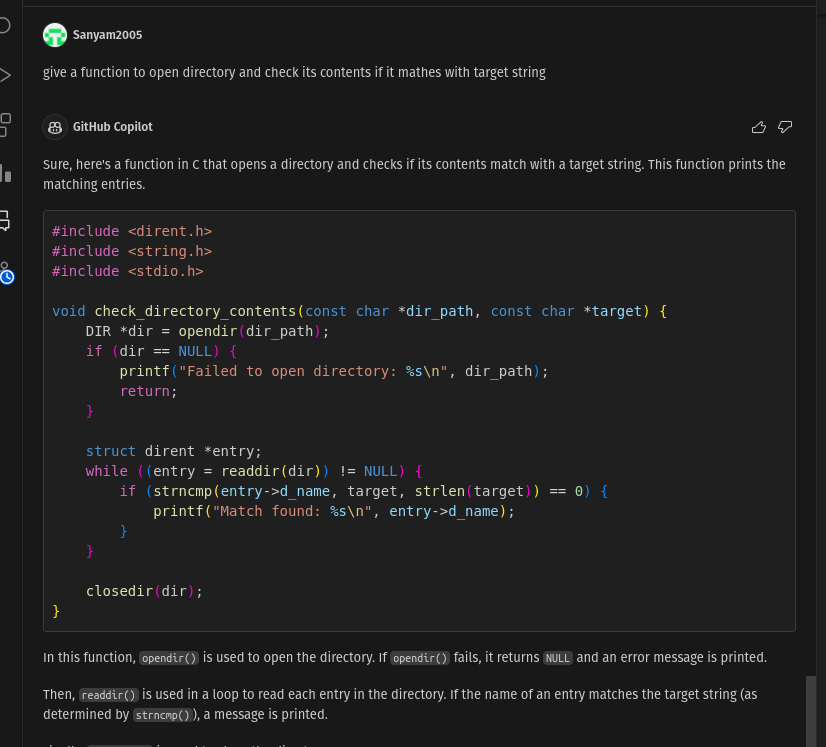 Sanyam2005
give a function to open directory and check its contents if it mathes with target string
GitHub Copilot
Sure, here's a function in C that opens a directory and checks if its contents match with a target string. This function prints the
matching entries.
#include <dirent.h>
#include <string.h>
#include <stdio.h>
void check_directory_contents(const char *dir_path, const char *target) {
    DIR *dir = opendir(dir_path);
    if (dir == NULL) {
        printf("Failed to open directory: %s\n", dir_path);
        return;
    }
    struct dirent *entry;
    while ((entry = readdir(dir)) != NULL) {
        if (strncmp(entry->d_name, target, strlen(target)) == 0) {
            printf("Match found: %s\n", entry->d_name);
        }
    }
    closedir(dir);
}
In this function, opendir() is used to open the directory. If opendir() fails, it returns NULL and an error message is printed.
Then, readdir() is used in a loop to read each entry in the directory. If the name of an entry matches the target string (as
determined by strncmp()), a message is printed.